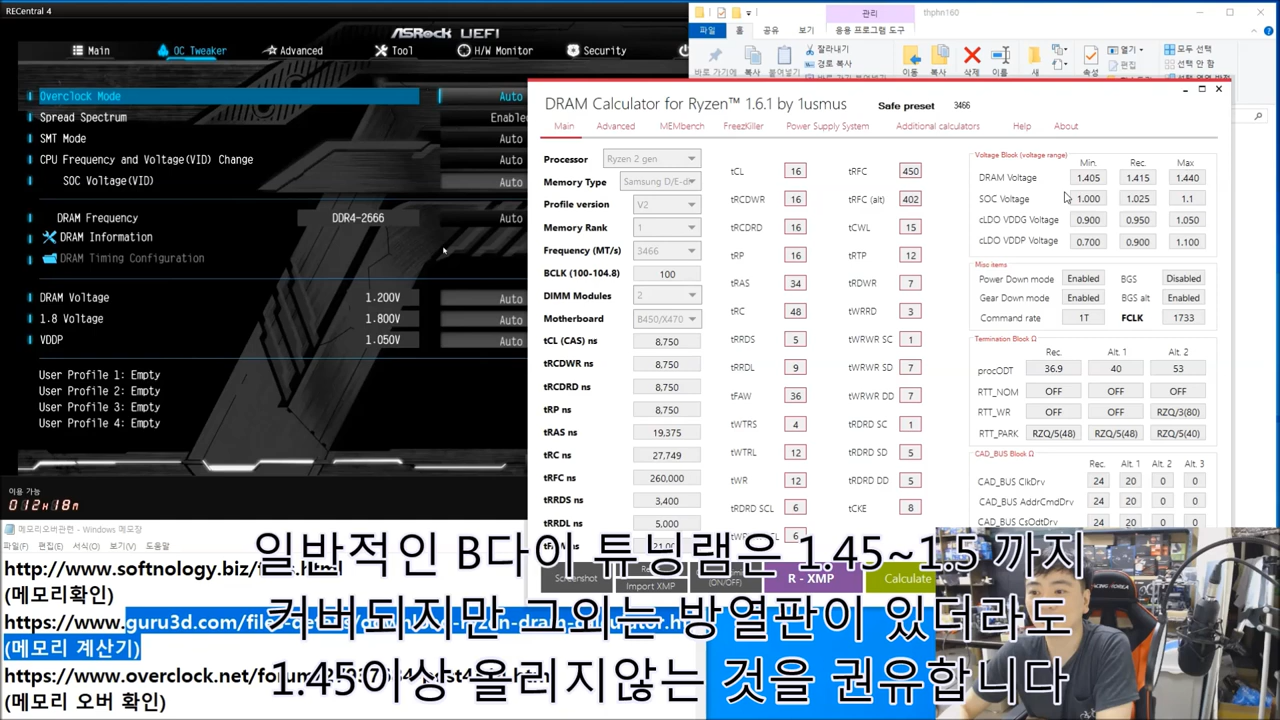 RECentral 4
ASRock UEFI
Main
OC Tweaker
Advanced
Tool
H/W Monitor
Security
Overclock Mode
Auto
Spread Spectrum
Enable
SMT Mode
Auto
CPU Frequency and Voltage(VID) Change
Auto
SOC Voltage(VID)
Auto
DRAM Frequency
DDR4-2666
Auto
DRAM Information
DRAM Timing Configuration
DRAM Voltage
1.200V
Auto
1.8 Voltage
1.800V
Auto
VDDP
1.050V
Auto
User Profile 1: Empty
User Profile 2: Empty
User Profile 3: Empty
User Profile 4: Empty
이용 가능
012H18m
관리
thphn160
파일
홈
공유
보기
응용 프로그램 도구
바로 가기에
복사
붙여넣기
잘라내기
경로 복사
이동
복사
삭제
이름
새
속성
열기
편집
모두 선택
선택 안 함
DRAM Calculator for Ryzen™ 1.6.1 by 1usmus
Safe preset
3466
Main
Advanced
MEMbench
FreezKiller
Power Supply System
Additional calculators
Help
About
Processor
Ryzen 2 gen
Memory Type
Samsung D/E-di
Profile version
V2
Memory Rank
1
Frequency (MT/s)
3466
BCLK (100-104.8)
100
DIMM Modules
2
Motherboard
B450/X470
tCL (CAS) ns
8,750
tRCDWR ns
8,750
tRCDRD ns
8,750
tRP ns
8,750
tRAS ns
19,375
tRC ns
27,749
tRFC ns
260,000
tRRDS ns
3,400
tRRDL ns
5,000
tCL 16
tRCDWR 16
tRCDRD 16
tRP 16
tRAS 34
tRC 48
tRRDS 5
tRRDL 9
tFAW 36
tWTRS 4
tWTRL 12
tWR 12
tRDRD SCL 6
tRFC 450
tRFC (alt) 402
tCWL 15
tRTP 12
tRDWR 7
tWRRD 3
tWRWR SC 1
tWRWR SD 7
tWRWR DD 7
tRDRD SC 1
tRDRD SD 5
tRDRD DD 5
tCKE 8
Voltage Block (voltage range)
Min. Rec. Max
DRAM Voltage 1.405 1.415 1.440
SOC Voltage 1.000 1.025 1.1
cLDO VDDG Voltage 0.900 0.950 1.050
cLDO VDDP Voltage 0.700 0.900 1.100
Misc items
Power Down mode Enabled BGS Disabled
Gear Down mode Enabled BGS alt Enabled
Command rate 1T FCLK 1733
Termination Block Ω
Rec. Alt. 1 Alt. 2
procODT 36.9 40 53
RTT_NOM OFF OFF OFF
RTT_WR OFF OFF RZQ/3(80)
RTT_PARK RZQ/5(48) RZQ/5(48) RZQ/5(40)
CAD_BUS Block Ω
Rec. Alt. 1 Alt. 2 Alt. 3
CAD_BUS ClkDrv 24 20 0 0
CAD_BUS AddrCmdDrv 24 20 0 0
CAD_BUS CsOdtDrv 24 20 0 0
Screenshot
Import XMP
(ON/OFF)
R - XMP
Calculate
메모리오버관련 - Windows 메모장
파일(F) 편집(E) 서식(O) 보기(V) 도움말
http://www.softnology.biz/
(메모리확인)
https://www.guru3d.com/file
(메모리 계산기)
https://www.overclock.net/forum
(메모리 오버 확인)
일반적인 B다이 튜닝램은 1.45~1.5 까지
커버되지만 그외는 방열판이 있더라도
1.45이상 올리지않는 것을 권유합니다